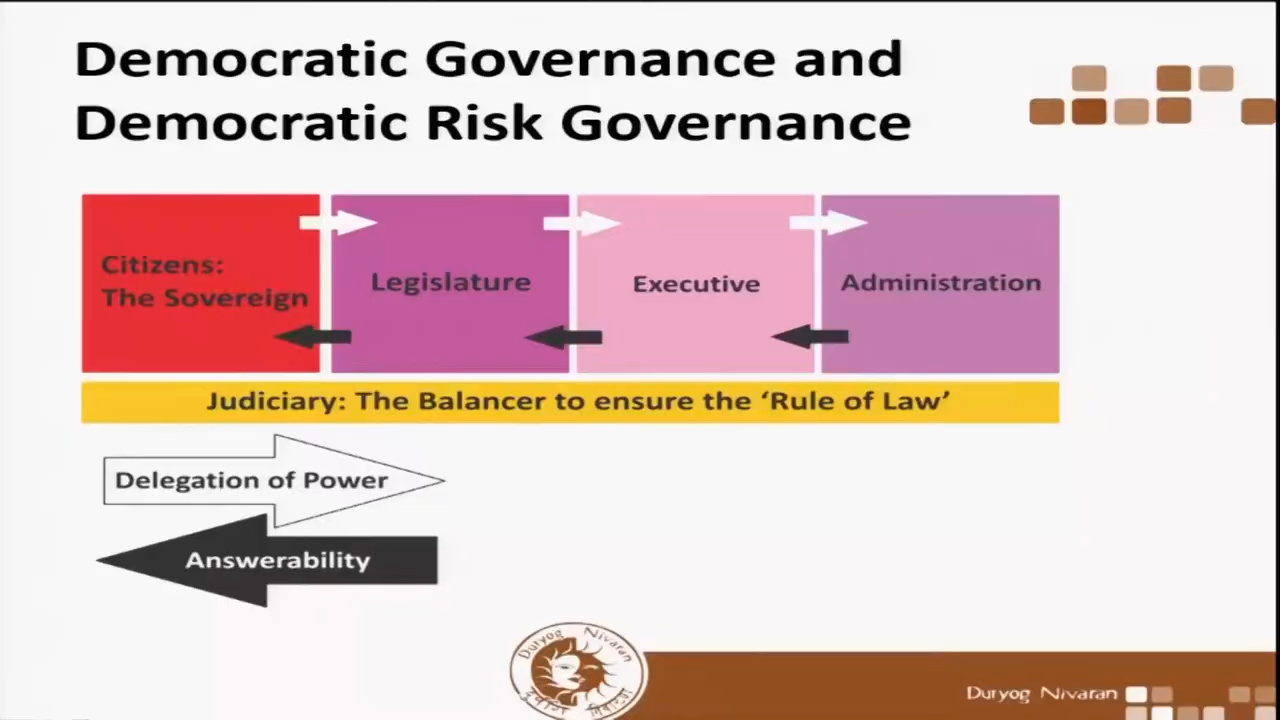 Democratic Governance and
Democratic Risk Governance
Citizens:
The Sovereign
Legislature
Executive
Administration
Judiciary: The Balancer to ensure the ‘Rule of Law’
Delegation of Power
Answerability
Duryog Nivaran
Duryog Nivaran